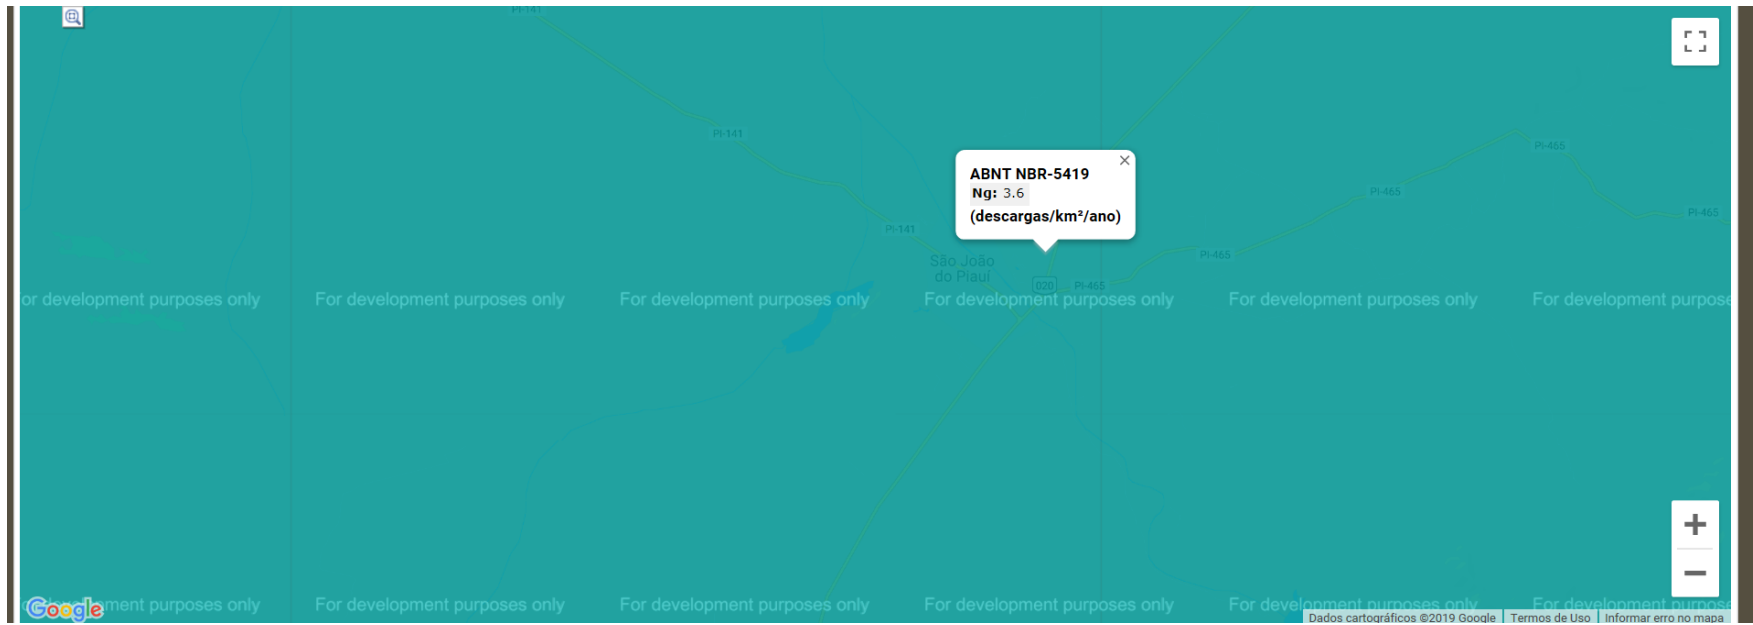 PI-141
PI-141
PI-465
ABNT NBR-5419
Ng: 3.6
(descargas/km²/ano)
PI-465
PI-465
PI-141
PI-465
São João
do Piauí
020
PI-465
or development purposes only
For development purposes only
For development purposes only
For development purposes only
For development purposes only
For development purpose
Google
ment purposes only
For development purposes only
For development purposes only
For development purposes only
For development purposes only
For development purpose
Dados cartográficos ©2019 Google
Termos de Uso
Informar erro no mapa